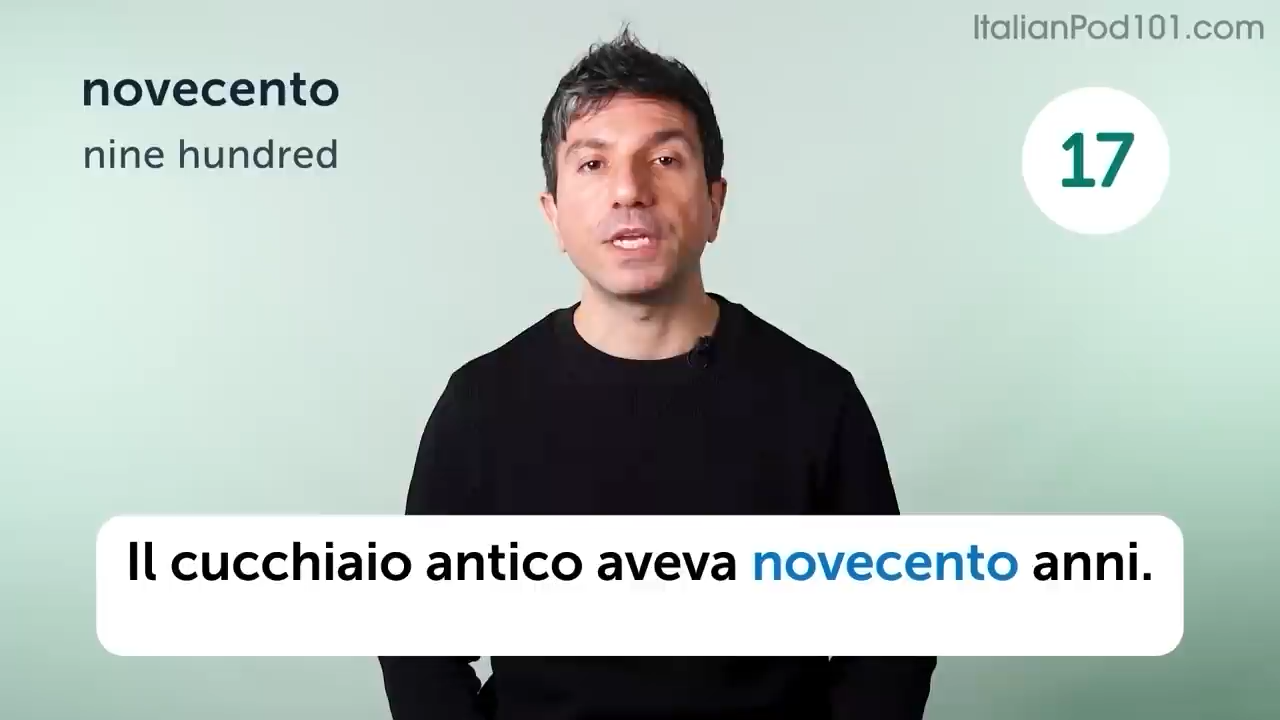 ItalianPod101.com
novecento
nine hundred
17
Il cucchiaio antico aveva novecento anni.